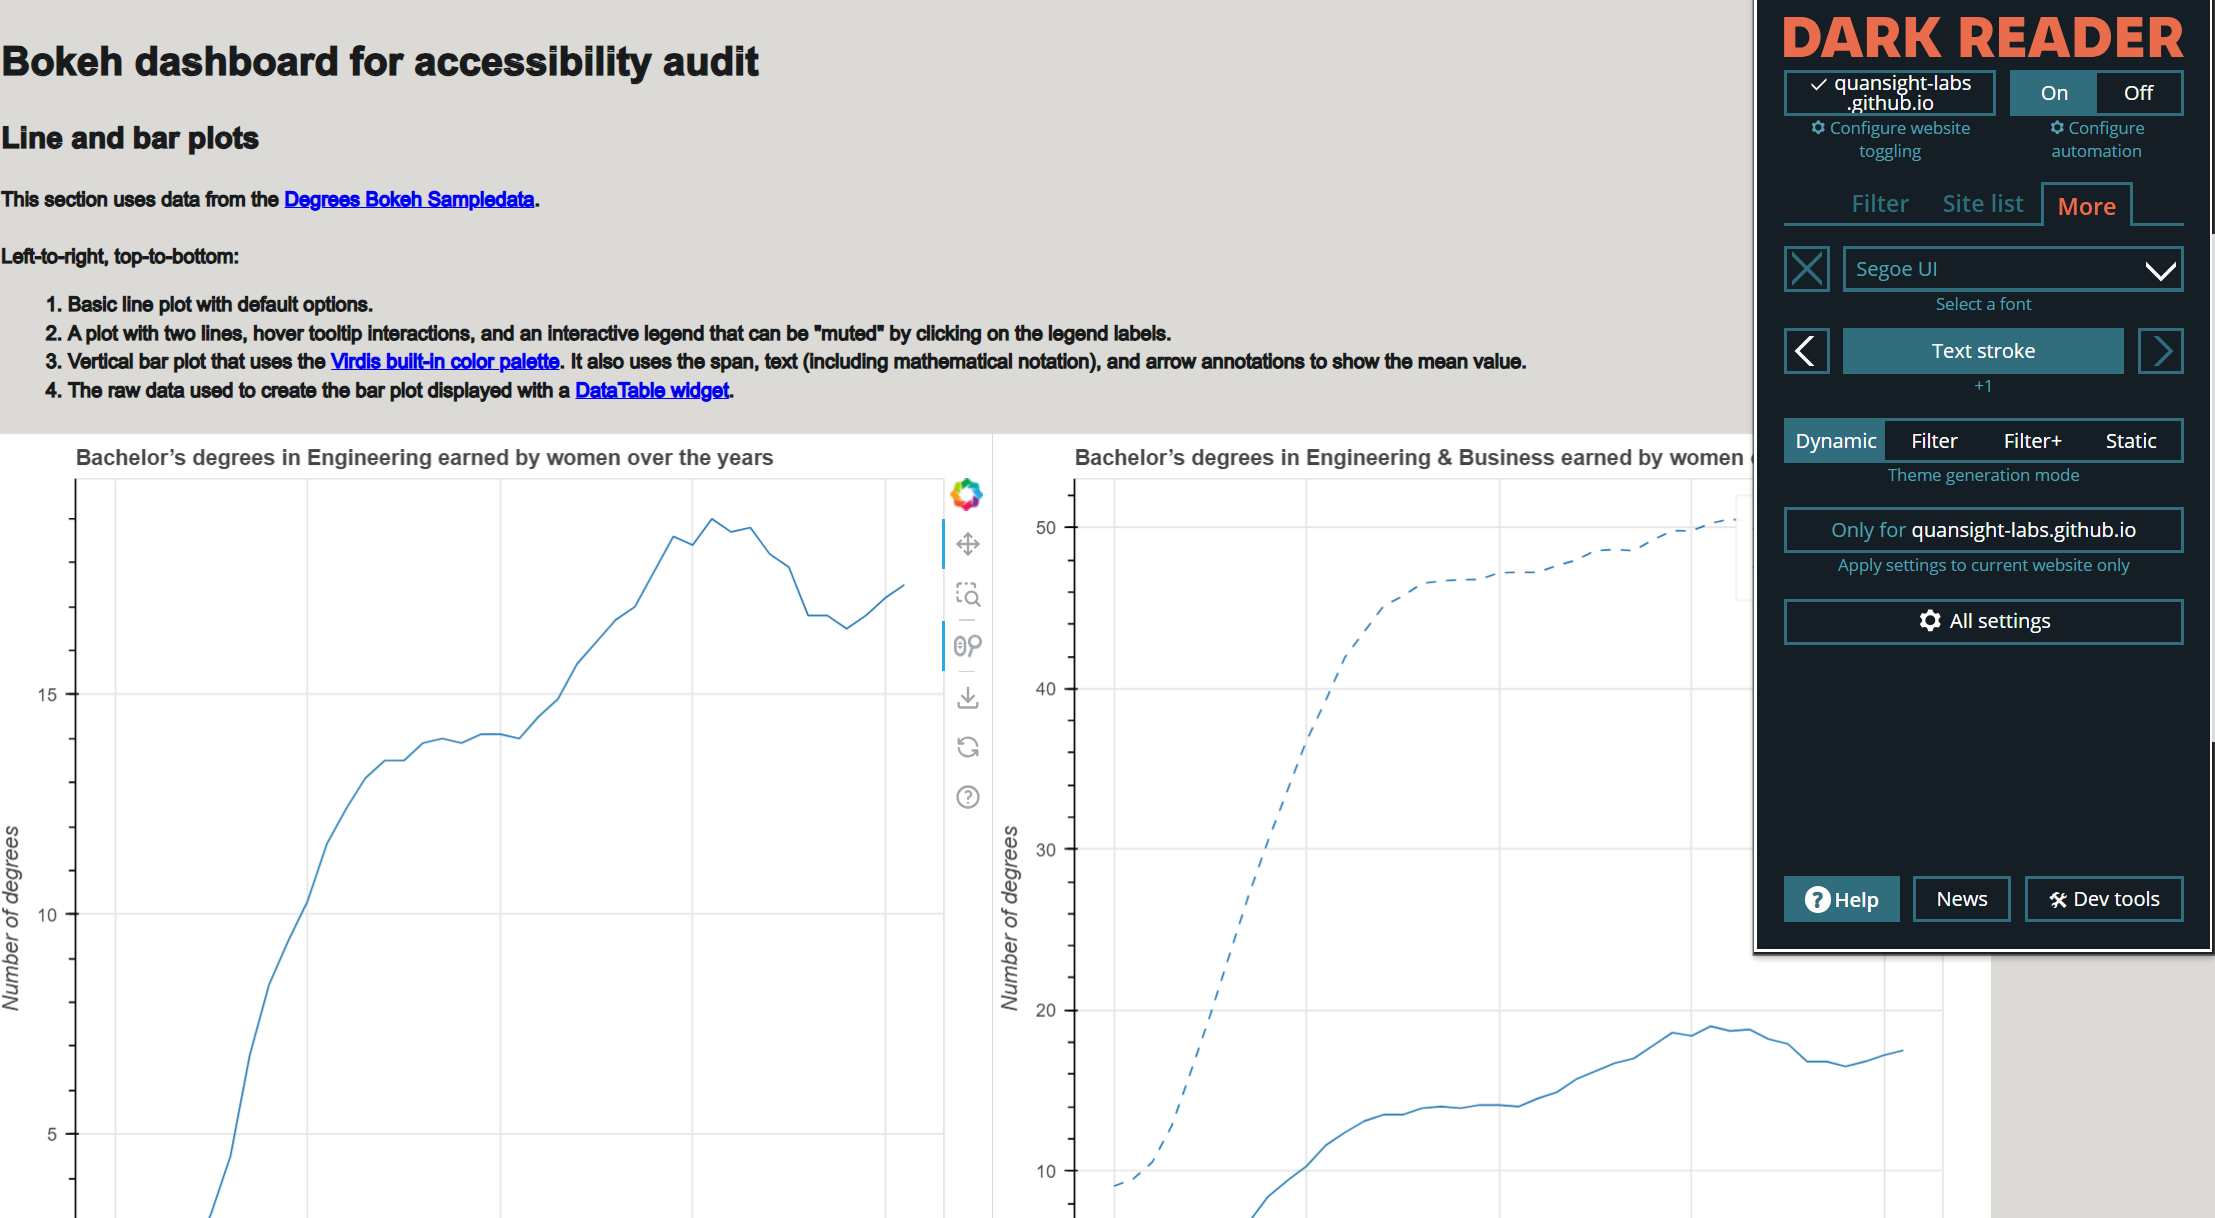 Bokeh dashboard for accessibility audit
Line and bar plots
This section uses data from the Degrees Bokeh Sampledata.
Left-to-right, top-to-bottom:
1. Basic line plot with default options.
2. A plot with two lines, hover tooltip interactions, and an interactive legend that can be "muted" by clicking on the legend labels.
3. Vertical bar plot that uses the Virdis built-in color palette. It also uses the span, text (including mathematical notation), and arrow annotations to show the mean value.
4. The raw data used to create the bar plot displayed with a DataTable widget.
Bachelor’s degrees in Engineering earned by women over the years
15
10
5
Number of degrees
Bachelor’s degrees in Engineering & Business earned by women
50
40
30
20
10
Number of degrees
DARK READER
quansight-labs
.github.io
On
Off
Configure website
toggling
Configure
automation
Filter
Site list
More
Segoe UI
Select a font
Text stroke
+1
Dynamic
Filter
Filter+
Static
Theme generation mode
Only for quansight-labs.github.io
Apply settings to current website only
All settings
Help
News
Dev tools